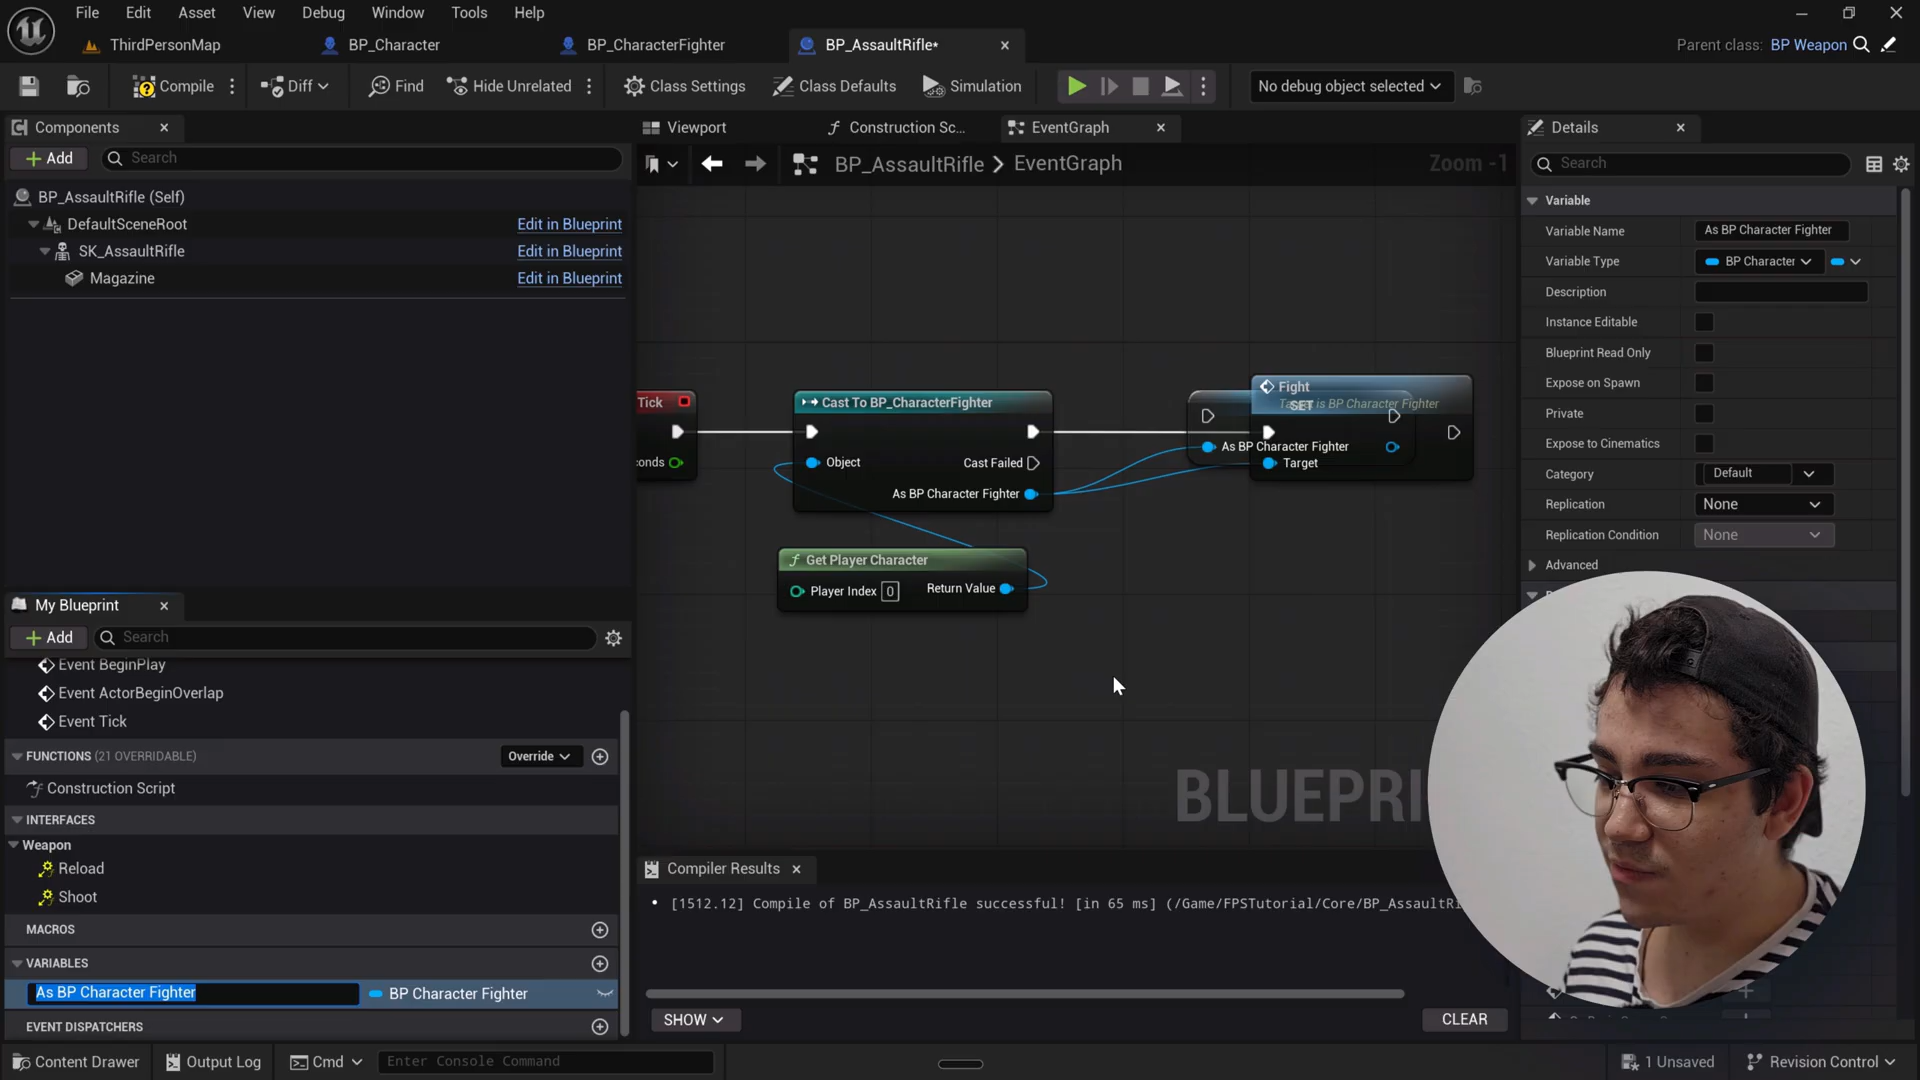 File Edit Asset View Debug Window Tools Help
ThirdPersonMap BP_Character BP_CharacterFighter BP_AssaultRifle* Parent class: BP Weapon
Compile Diff Find Hide Unrelated Class Settings Class Defaults Simulation No debug object selected
Components
Add Search
BP_AssaultRifle (Self)
DefaultSceneRoot Edit in Blueprint
SK_AssaultRifle Edit in Blueprint
Magazine Edit in Blueprint
My Blueprint
Add Search
Event BeginPlay
Event ActorBeginOverlap
Event Tick
FUNCTIONS (21 OVERRIDABLE) Override
Construction Script
INTERFACES
Weapon
Reload
Shoot
MACROS
VARIABLES
As BP Character Fighter BP Character Fighter
EVENT DISPATCHERS
Viewport Construction Sc... EventGraph
BP_AssaultRifle > EventGraph Zoom -1
Tick
conds
Cast To BP_CharacterFighter
Object Cast Failed
As BP Character Fighter
Get Player Character
Player Index 0 Return Value
Fight
Target is BP Character Fighter
SET
As BP Character Fighter
Target
BLUEPRI
Compiler Results
[1512.12] Compile of BP_AssaultRifle successful! [in 65 ms] (/Game/FPSTutorial/Core/BP_AssaultRi
SHOW CLEAR
Details
Search
Variable
Variable Name As BP Character Fighter
Variable Type BP Character
Description
Instance Editable
Blueprint Read Only
Expose on Spawn
Private
Expose to Cinematics
Category Default
Replication None
Replication Condition None
Advanced
Content Drawer Output Log Cmd Enter Console Command 1 Unsaved Revision Control